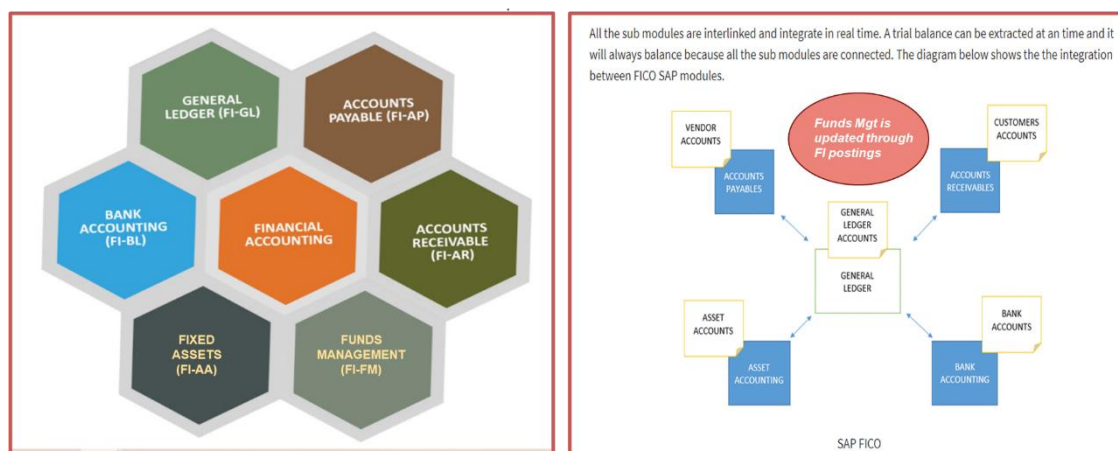 GENERAL
LEDGER (FI-GL)
ACCOUNTS
PAYABLE (FI-AP)
BANK
ACCOUNTING
(FI-BL)
FINANCIAL
ACCOUNTING
ACCOUNTS
RECEIVABLE
(FI-AR)
FIXED
ASSETS
(FI-AA)
FUNDS
MANAGEMENT
(FI-FM)
All the sub modules are interlinked and integrate in real time. A trial balance can be extracted at an time and it
will always balance because all the sub modules are connected. The diagram below shows the the integration
between FICO SAP modules.
VENDOR
ACCOUNTS
ACCOUNTS
PAYABLES
Funds Mgt is
updated through
FI postings
CUSTOMERS
ACCOUNTS
ACCOUNTS
RECEIVABLES
GENERAL
LEDGER
ACCOUNTS
GENERAL
LEDGER
ASSET
ACCOUNTS
ASSET
ACCOUNTING
BANK
ACCOUNTS
BANK
ACCOUNTING
SAP FICO